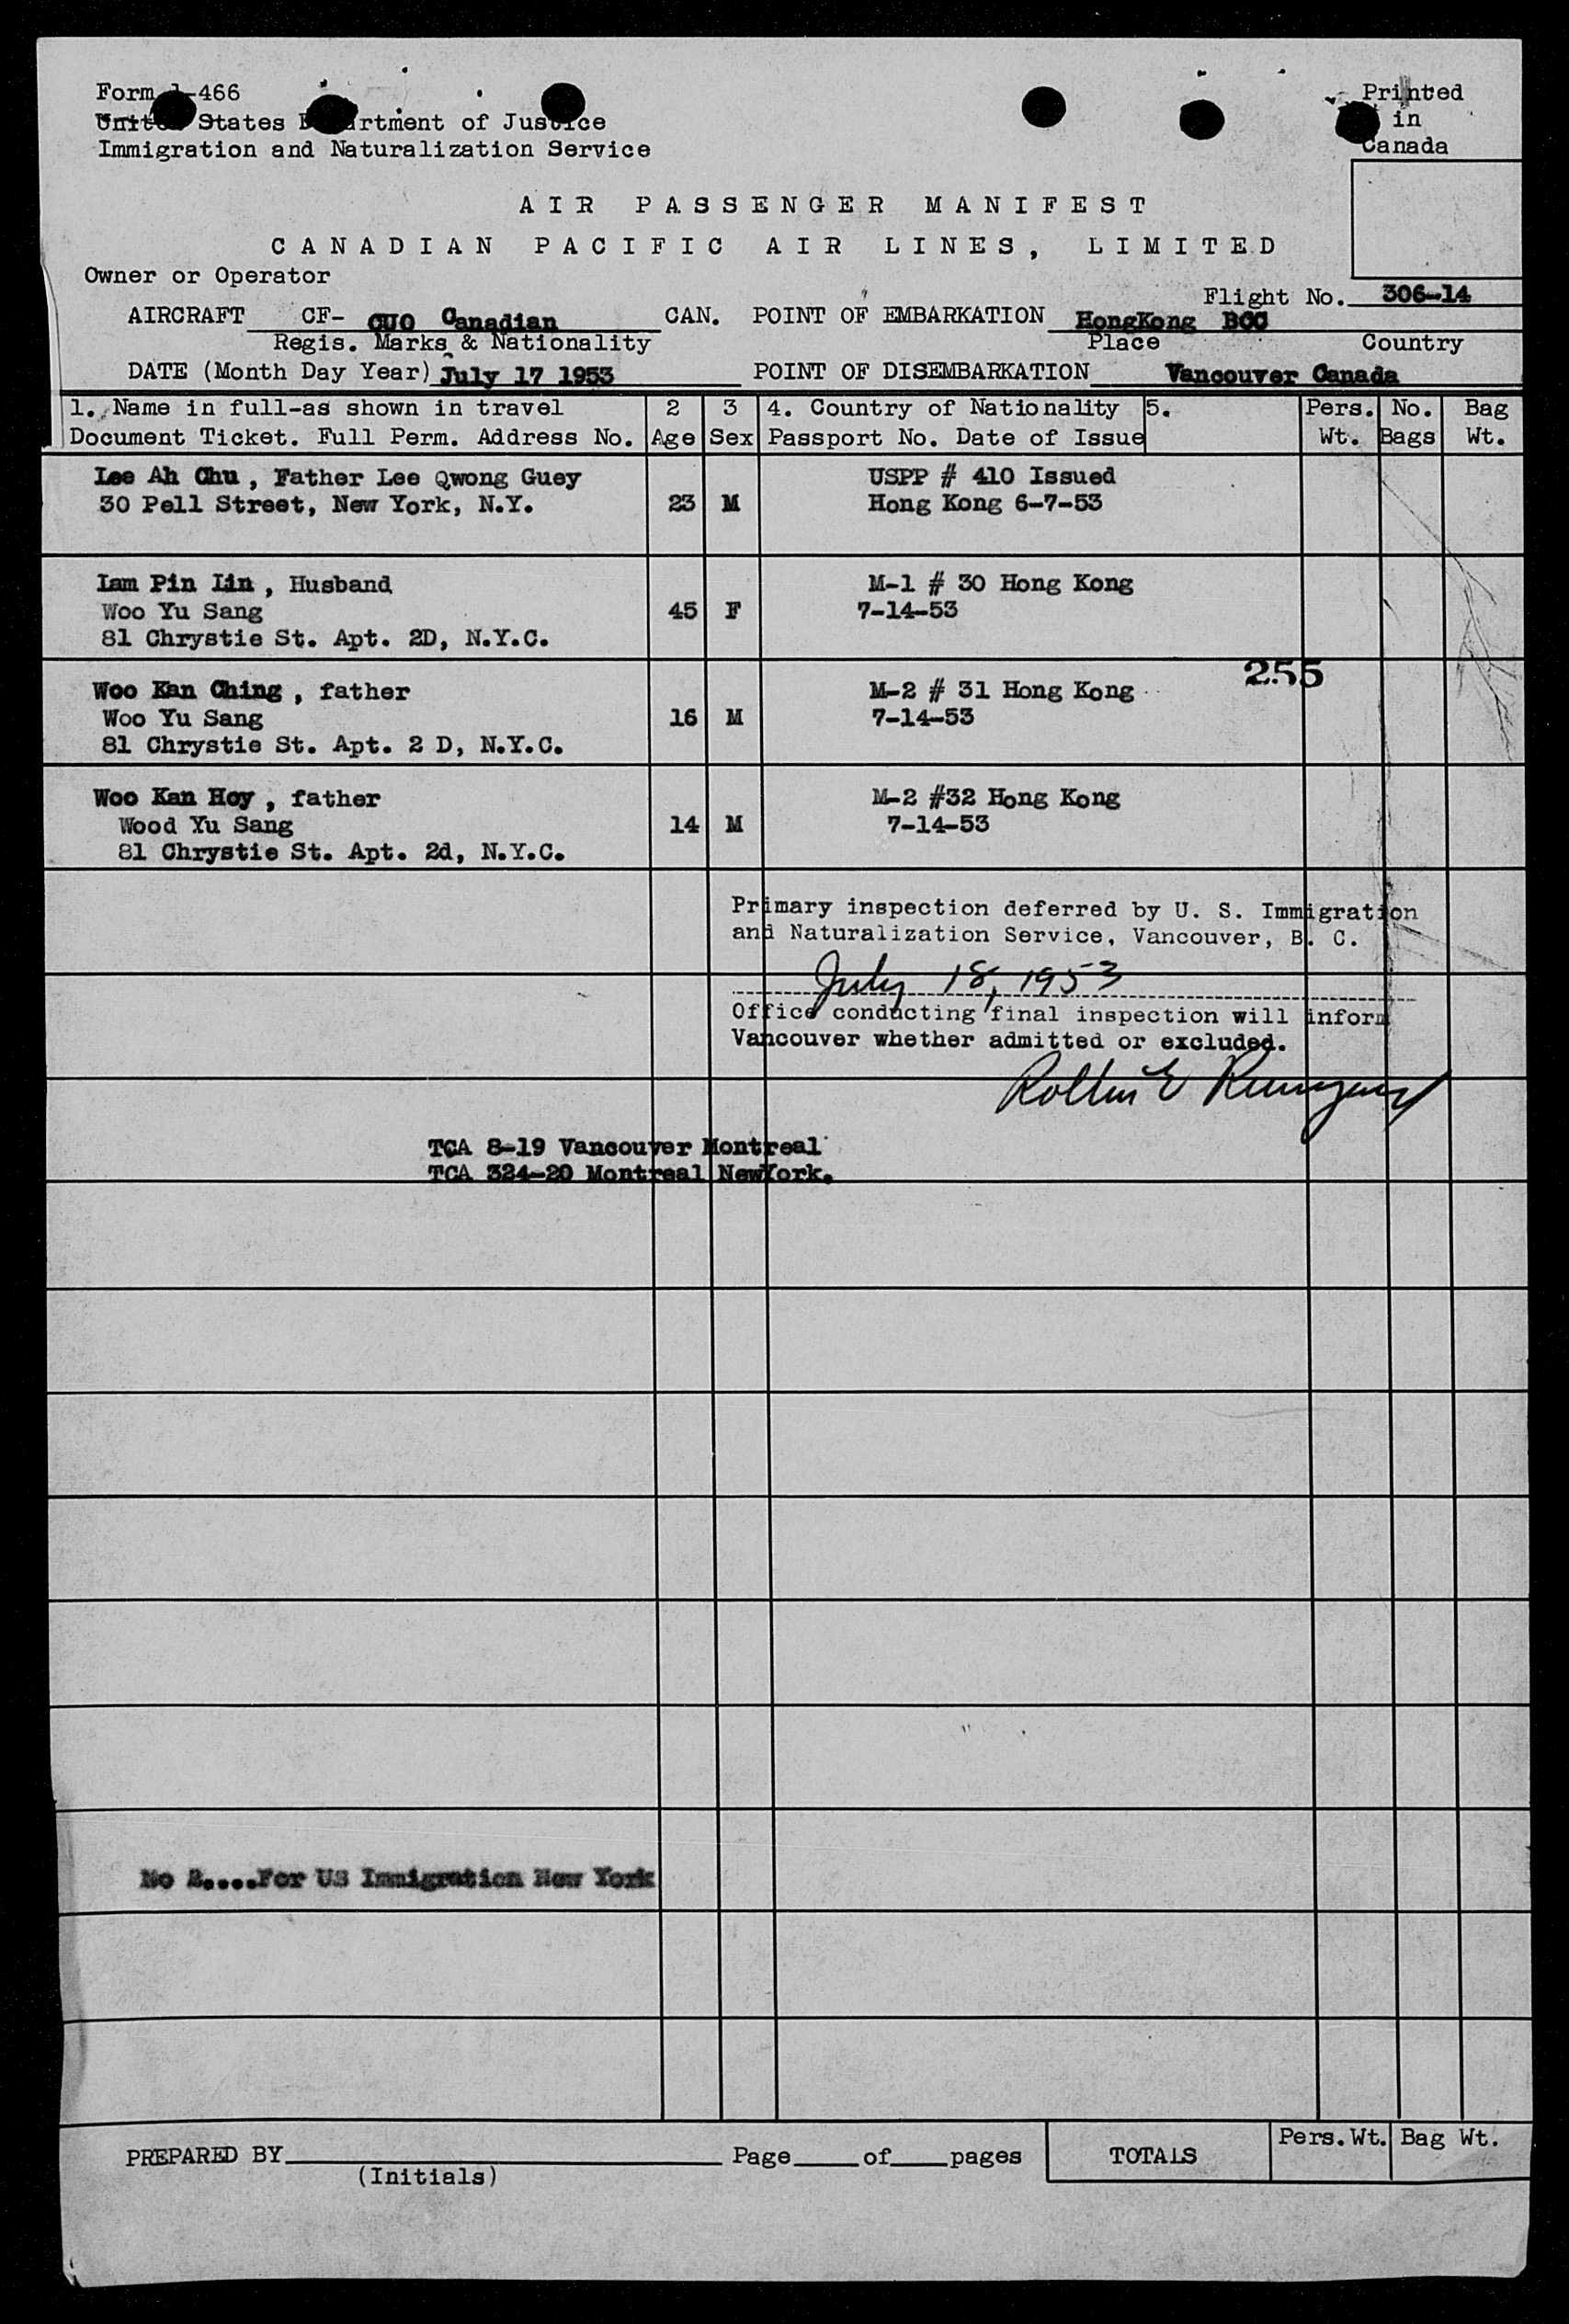 Form I-466
Printed
United States Department of Justice
in
Immigration and Naturalization Service
Canada
AIR PASSENGER MANIFEST
CANADIAN PACIFIC AIR LINES, LIMITED
Owner or Operator
Flight No. 306-14
AIRCRAFT CF- CUO Canadian CAN. POINT OF EMBARKATION HongKong BCC
Regis. Marks & Nationality Place Country
DATE (Month Day Year) July 17 1953 POINT OF DISEMBARKATION Vancouver Canada
1. Name in full-as shown in travel 2 3 4. Country of Nationality 5. Pers. No. Bag
Document Ticket. Full Perm. Address No. Age Sex Passport No. Date of Issue Wt. Bags Wt.
Lee Ah Chu, Father Lee Qwong Guey USPP # 410 Issued
30 Pell Street, New York, N.Y. 23 M Hong Kong 6-7-53
Lam Pin Lin, Husband M-1 # 30 Hong Kong
Woo Yu Sang 45 F 7-14-53
81 Chrystie St. Apt. 2D, N.Y.C.
255
Woo Kan Ching, father M-2 # 31 Hong Kong
Woo Yu Sang 16 M 7-14-53
81 Chrystie St. Apt. 2 D, N.Y.C.
Woo Kan Hoy, father M-2 #32 Hong Kong
Wood Yu Sang 14 M 7-14-53
81 Chrystie St. Apt. 2d, N.Y.C.
Primary inspection deferred by U. S. Immigration
and Naturalization Service, Vancouver, B. C.
July 18, 1953
Office conducting final inspection will inform
Vancouver whether admitted or excluded.
Rollin E Runyan
TCA 8-19 Vancouver Montreal
TCA 324-20 Montreal NewYork.
No 2....For US Immigration New York
PREPARED BY Page of pages TOTALS Pers.Wt. Bag Wt.
(Initials)